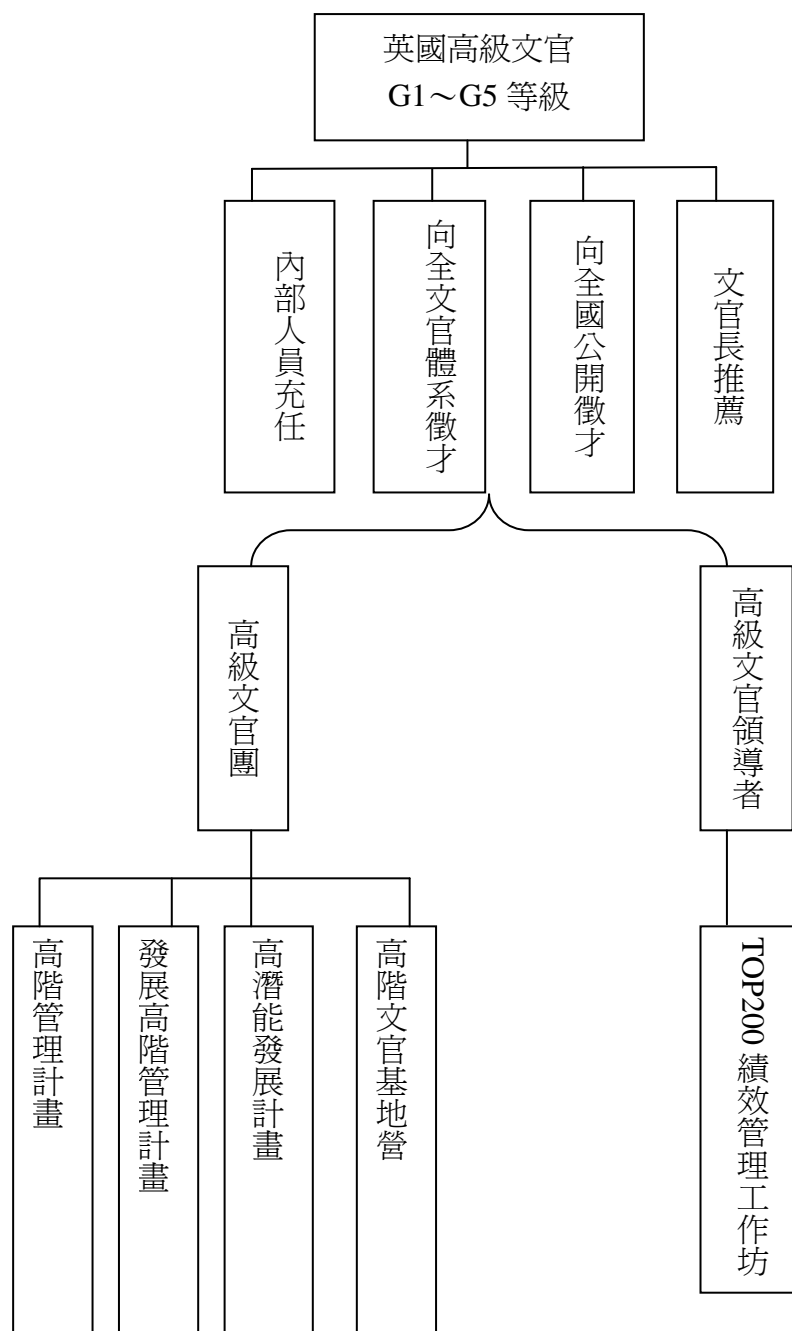 英國高級文官
G1～G5 等級
內部人員充任
向全文官體系徵才
向全國公開徵才
文官長推薦
高級文官團
高級文官領導者
高階管理計畫
發展高階管理計畫
高潛能發展計畫
高階文官基地營
TOP200 績效管理工作坊